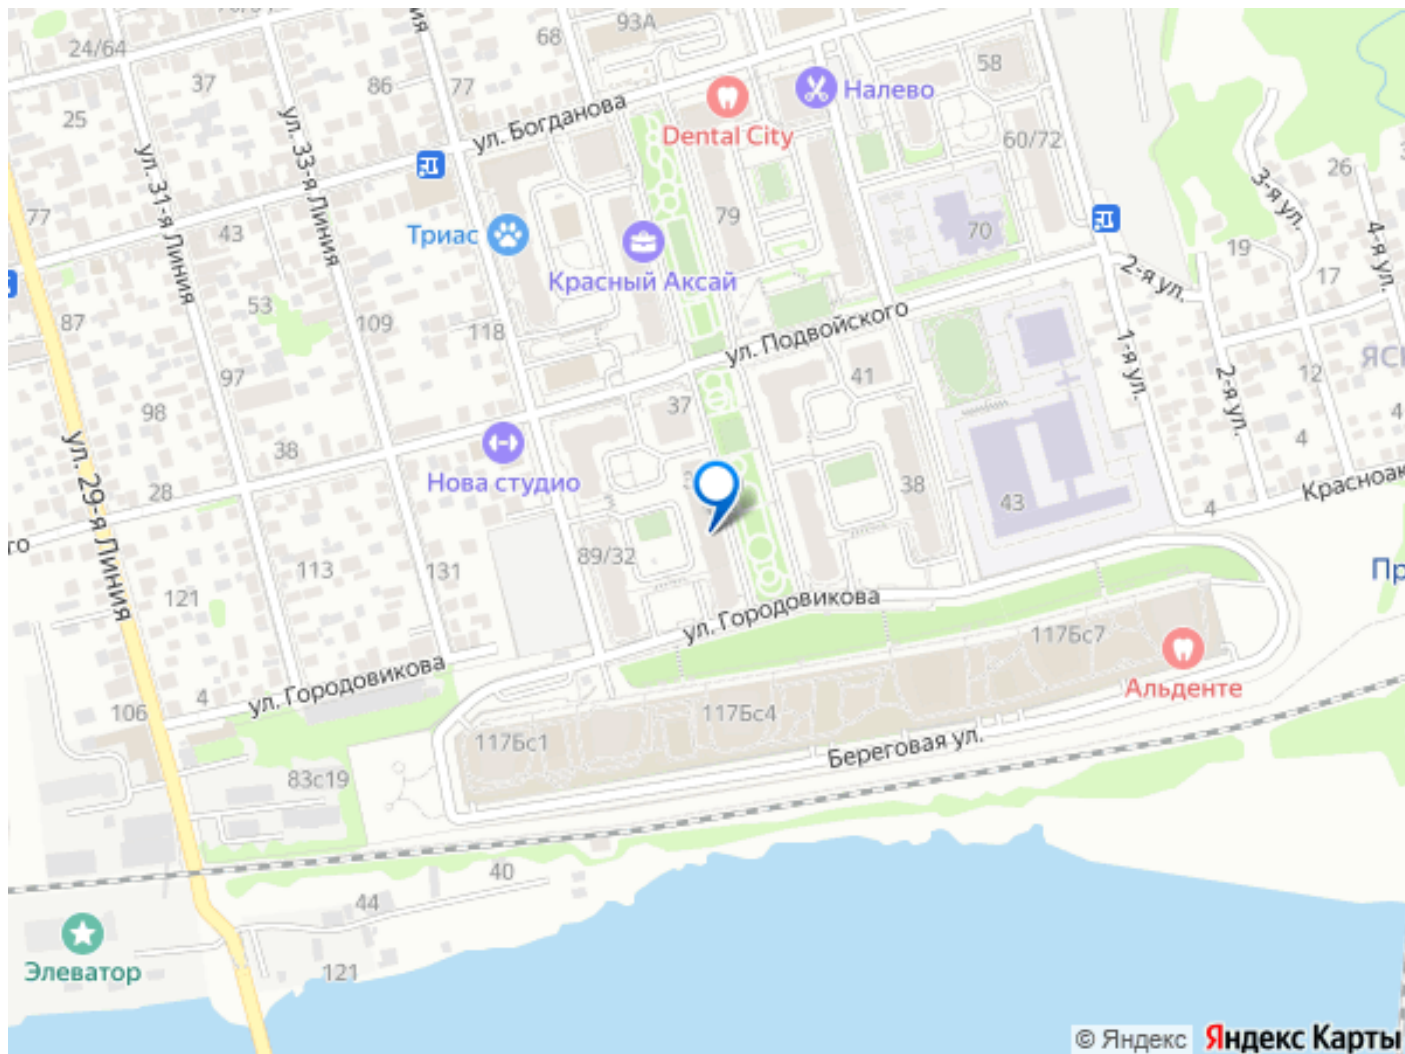 93А
68
24/64
37
86
77
58
25
ул. Богданова
Dental City
Налево
60/72
26
ул. 31-я Линия
ул. 33-я Линия
3-я ул.
4-я ул.
77
43
Триас
79
70
19
17
2-я ул.
Красный Аксай
53
87
109
118
ул. Подвойского
1-я ул.
97
41
12
2-я ул.
98
37
4
4
38
ул. 29-я Линия
Нова студио
28
38
43
4
89/32
113
131
121
ул. Городовикова
117Бс7
ул. Городовикова
4
106
117Бс4
Альденте
117Бс1
Береговая ул.
83с19
40
44
Элеватор
121
© Яндекс Яндекс Карты